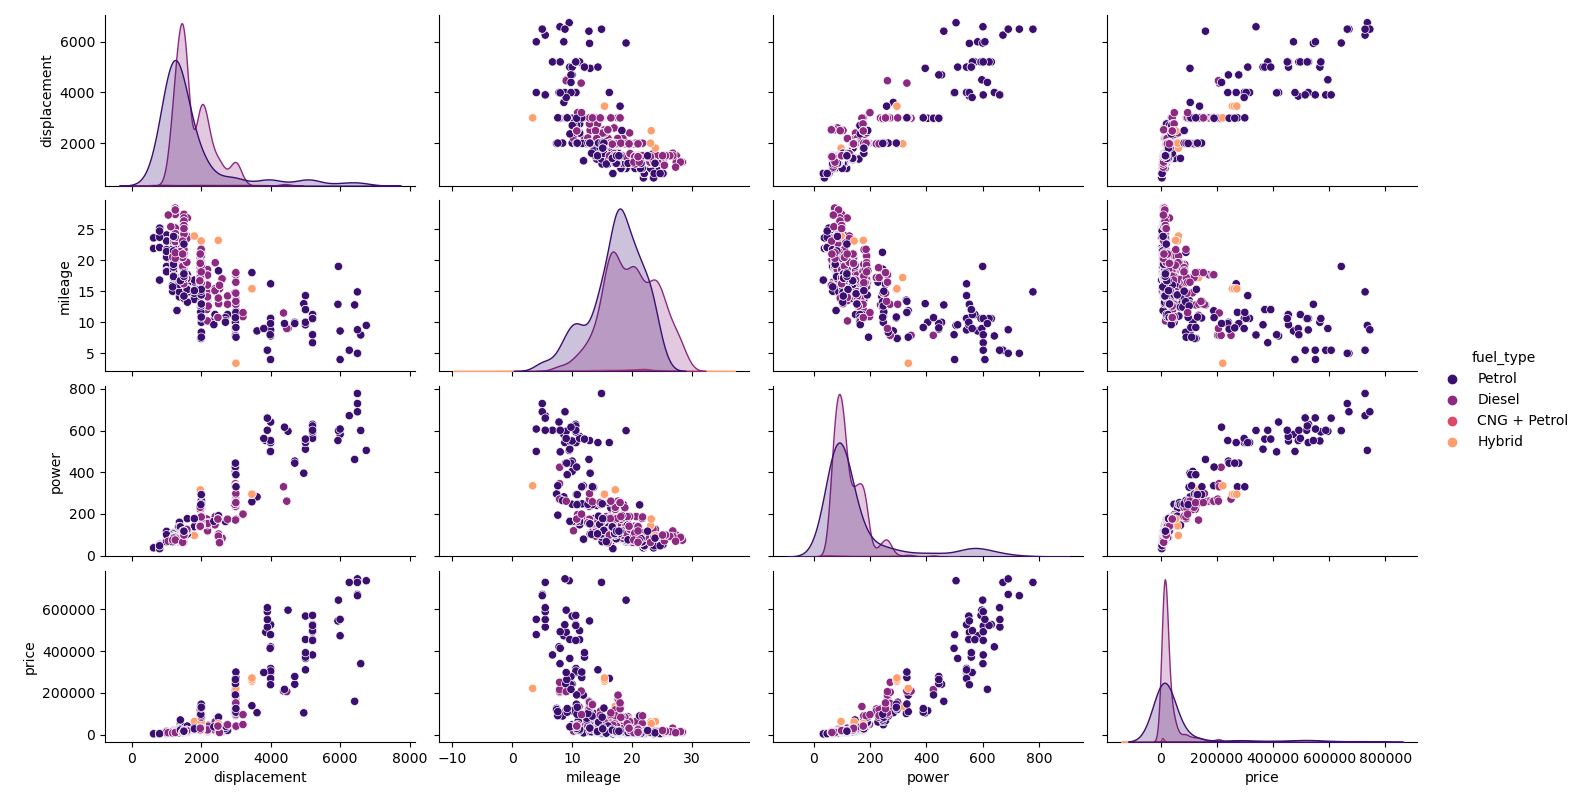 displacement
6000
4000
2000
mileage
25
20
15
10
5
fuel_type
Petrol
Diesel
CNG + Petrol
Hybrid
power
800
600
400
200
0
price
600000
400000
200000
0
0 2000 4000 6000 8000
−10 0 10 20 30
0 200 400 600 800
0 200000 400000 600000 800000
displacement mileage power price